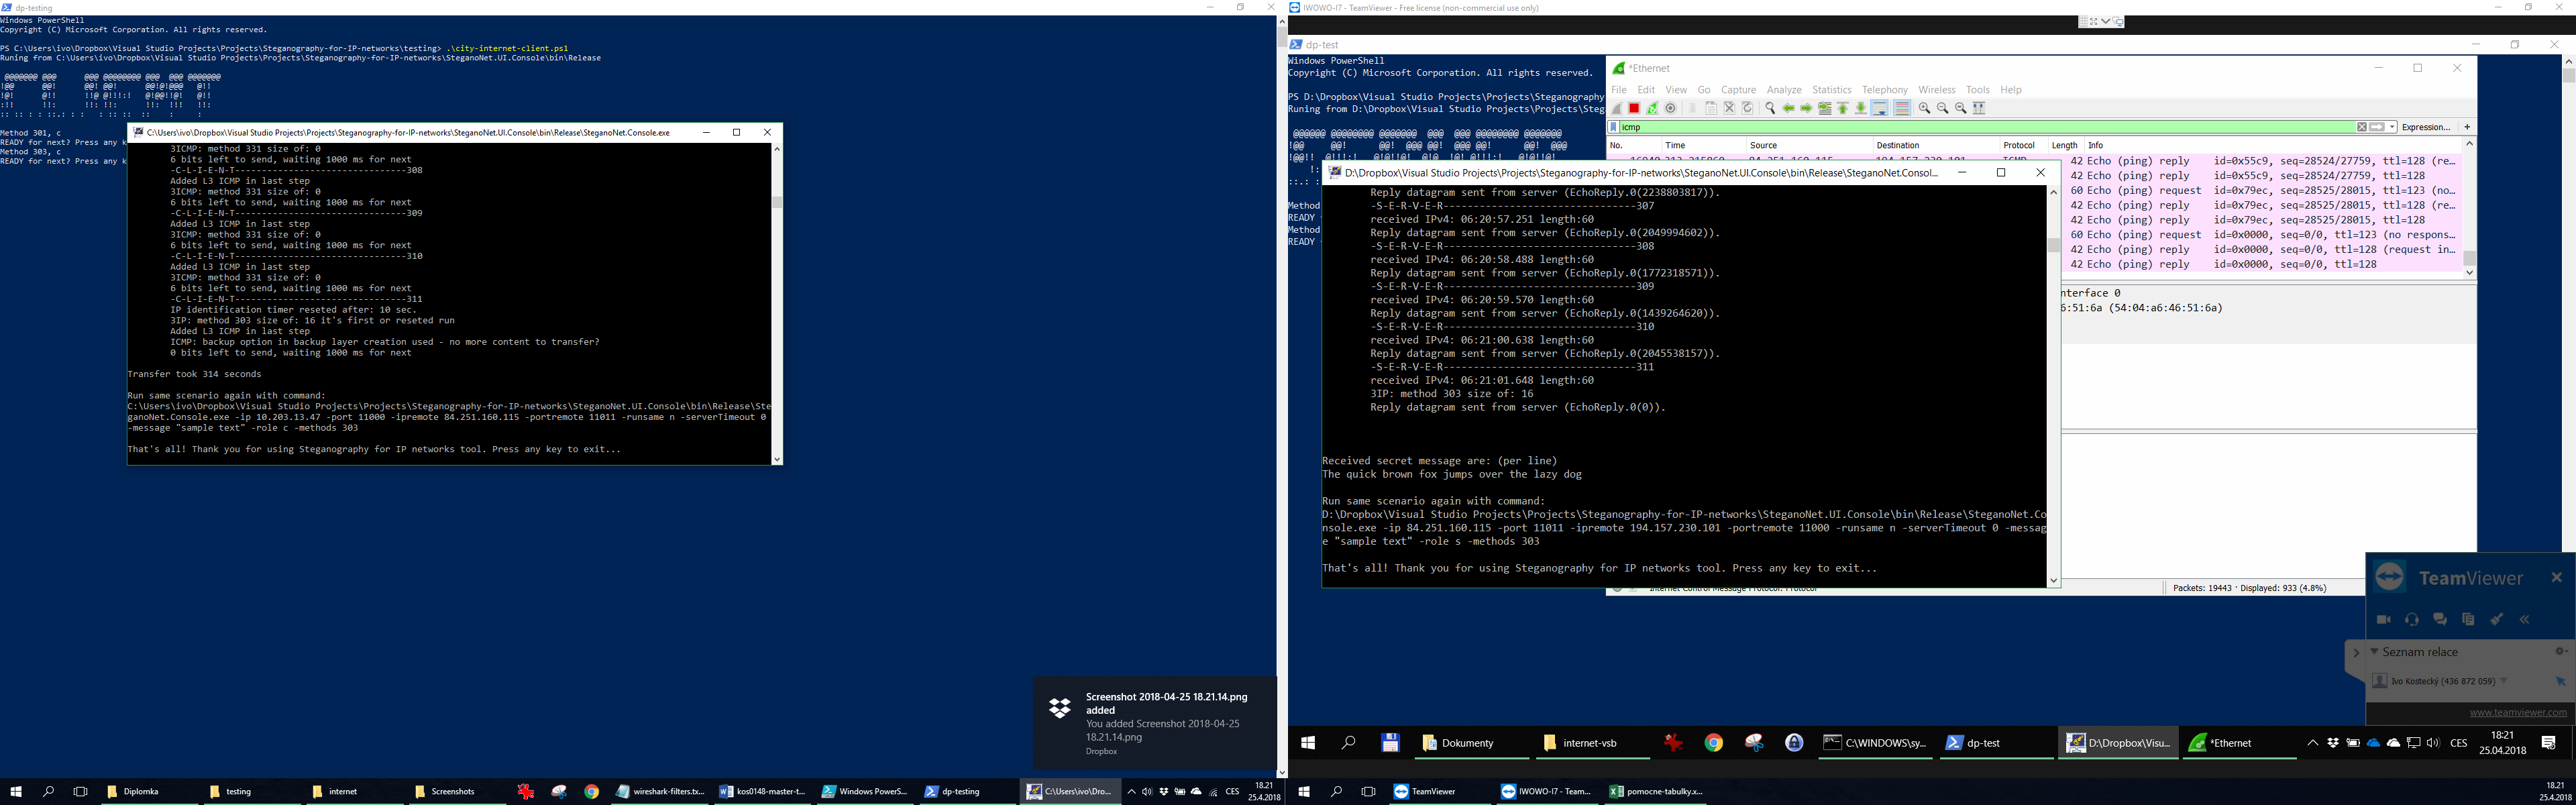 dp-testing
Windows PowerShell
Copyright (C) Microsoft Corporation. All rights reserved.
PS C:\Users\ivo\Dropbox\Visual Studio Projects\Projects\Steganography-for-IP-networks\testing> .\city-internet-client.ps1
Runing from C:\Users\ivo\Dropbox\Visual Studio Projects\Projects\Steganography-for-IP-networks\SteganoNet.UI.Console\bin\Release
Method 301, c
READY for next? Press any k
Method 303, c
READY for next? Press any k
C:\Users\ivo\Dropbox\Visual Studio Projects\Projects\Steganography-for-IP-networks\SteganoNet.UI.Console\bin\Release\SteganoNet.Console.exe
3ICMP: method 331 size of: 0
6 bits left to send, waiting 1000 ms for next
-C-L-I-E-N-T--------------------------------308
Added L3 ICMP in last step
3ICMP: method 331 size of: 0
6 bits left to send, waiting 1000 ms for next
-C-L-I-E-N-T--------------------------------309
Added L3 ICMP in last step
3ICMP: method 331 size of: 0
6 bits left to send, waiting 1000 ms for next
-C-L-I-E-N-T--------------------------------310
Added L3 ICMP in last step
3ICMP: method 331 size of: 0
6 bits left to send, waiting 1000 ms for next
-C-L-I-E-N-T--------------------------------311
IP identification timer reseted after: 10 sec.
3IP: method 303 size of: 16 it's first or reseted run
Added L3 ICMP in last step
ICMP: backup option in backup layer creation used - no more content to transfer?
0 bits left to send, waiting 1000 ms for next
Transfer took 314 seconds
Run same scenario again with command:
C:\Users\ivo\Dropbox\Visual Studio Projects\Projects\Steganography-for-IP-networks\SteganoNet.UI.Console\bin\Release\Ste
ganoNet.Console.exe -ip 10.203.13.47 -port 11000 -ipremote 84.251.160.115 -portremote 11011 -runsame n -serverTimeout 0
-message "sample text" -role c -methods 303
That's all! Thank you for using Steganography for IP networks tool. Press any key to exit...
Screenshot 2018-04-25 18.21.14.png
added
You added Screenshot 2018-04-25
18.21.14.png
Dropbox
Diplomka
testing
internet
Screenshots
wireshark-filters.tx...
kos0148-master-t...
Windows PowerS...
dp-testing
C:\Users\ivo\Dro...
CES
18.21
25.4.2018
IWOWO-I7 - TeamViewer - Free license (non-commercial use only)
dp-test
Windows PowerShell
Copyright (C) Microsoft Corporation. All rights reserved.
PS D:\Dropbox\Visual Studio Projects\Projects\Steganography
Runing from D:\Dropbox\Visual Studio Projects\Projects\Steg
Method
READY
Method
READY
*Ethernet
File Edit View Go Capture Analyze Statistics Telephony Wireless Tools Help
icmp
Expression... +
No. Time Source Destination Protocol Length Info
42 Echo (ping) reply id=0x55c9, seq=28524/27759, ttl=128 (re...
42 Echo (ping) reply id=0x55c9, seq=28524/27759, ttl=128
60 Echo (ping) request id=0x79ec, seq=28525/28015, ttl=123 (no...
42 Echo (ping) reply id=0x79ec, seq=28525/28015, ttl=128 (re...
42 Echo (ping) reply id=0x79ec, seq=28525/28015, ttl=128
60 Echo (ping) request id=0x0000, seq=0/0, ttl=123 (no respons...
42 Echo (ping) reply id=0x0000, seq=0/0, ttl=128 (request in...
42 Echo (ping) reply id=0x0000, seq=0/0, ttl=128
nterface 0
6:51:6a (54:04:a6:46:51:6a)
Packets: 19443 · Displayed: 933 (4.8%)
D:\Dropbox\Visual Studio Projects\Projects\Steganography-for-IP-networks\SteganoNet.UI.Console\bin\Release\SteganoNet.Consol...
Reply datagram sent from server (EchoReply.0(2238803817)).
-S-E-R-V-E-R--------------------------------307
received IPv4: 06:20:57.251 length:60
Reply datagram sent from server (EchoReply.0(2049994602)).
-S-E-R-V-E-R--------------------------------308
received IPv4: 06:20:58.488 length:60
Reply datagram sent from server (EchoReply.0(1772318571)).
-S-E-R-V-E-R--------------------------------309
received IPv4: 06:20:59.570 length:60
Reply datagram sent from server (EchoReply.0(1439264620)).
-S-E-R-V-E-R--------------------------------310
received IPv4: 06:21:00.638 length:60
Reply datagram sent from server (EchoReply.0(2045538157)).
-S-E-R-V-E-R--------------------------------311
received IPv4: 06:21:01.648 length:60
3IP: method 303 size of: 16
Reply datagram sent from server (EchoReply.0(0)).
Received secret message are: (per line)
The quick brown fox jumps over the lazy dog
Run same scenario again with command:
D:\Dropbox\Visual Studio Projects\Projects\Steganography-for-IP-networks\SteganoNet.UI.Console\bin\Release\SteganoNet.Co
nsole.exe -ip 84.251.160.115 -port 11011 -ipremote 194.157.230.101 -portremote 11000 -runsame n -serverTimeout 0 -messag
e "sample text" -role s -methods 303
That's all! Thank you for using Steganography for IP networks tool. Press any key to exit...
TeamViewer
Seznam relace
Ivo Kostecký (436 872 059)
www.teamviewer.com
Dokumenty
internet-vsb
C:\WINDOWS\sy...
dp-test
D:\Dropbox\Visu...
*Ethernet
CES
18:21
25.04.2018
TeamViewer
IWOWO-I7 - Team...
pomocne-tabulky.x...
18.21
25.4.2018